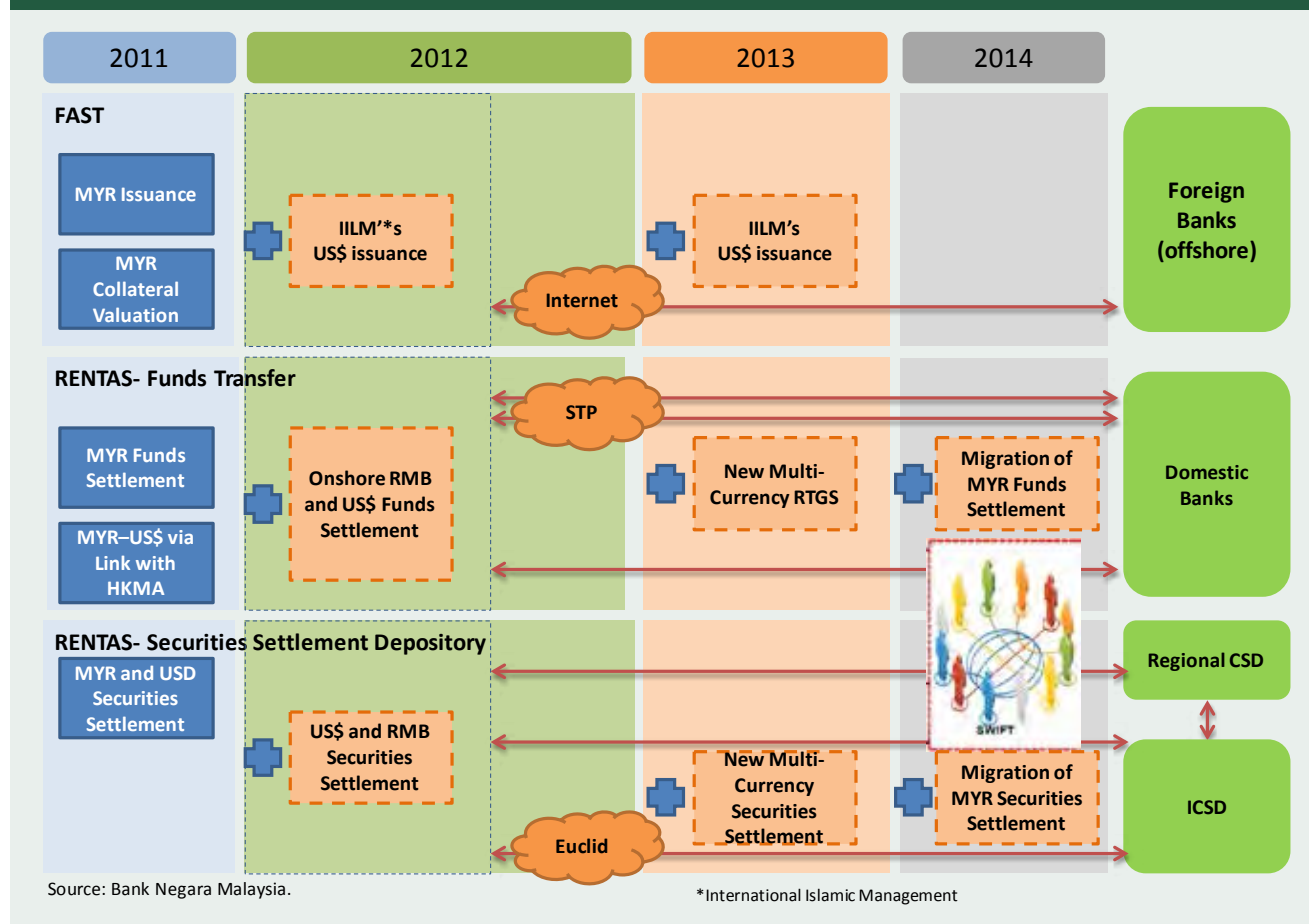 2011
2012
2013
2014
FAST
MYR Issuance
MYR
Collateral
Valuation
IILM'*s
US$ issuance
IILM's
US$ issuance
Internet
Foreign
Banks
(offshore)
RENTAS- Funds Transfer
STP
MYR Funds
Settlement
MYR–US$ via
Link with
HKMA
Onshore RMB
and US$ Funds
Settlement
New Multi-
Currency RTGS
Migration of
MYR Funds
Settlement
Domestic
Banks
SWIFT
RENTAS- Securities Settlement Depository
MYR and USD
Securities
Settlement
US$ and RMB
Securities
Settlement
New Multi-
Currency
Securities
Settlement
Migration of
MYR Securities
Settlement
Regional CSD
ICSD
Euclid
Source: Bank Negara Malaysia.
*International Islamic Management